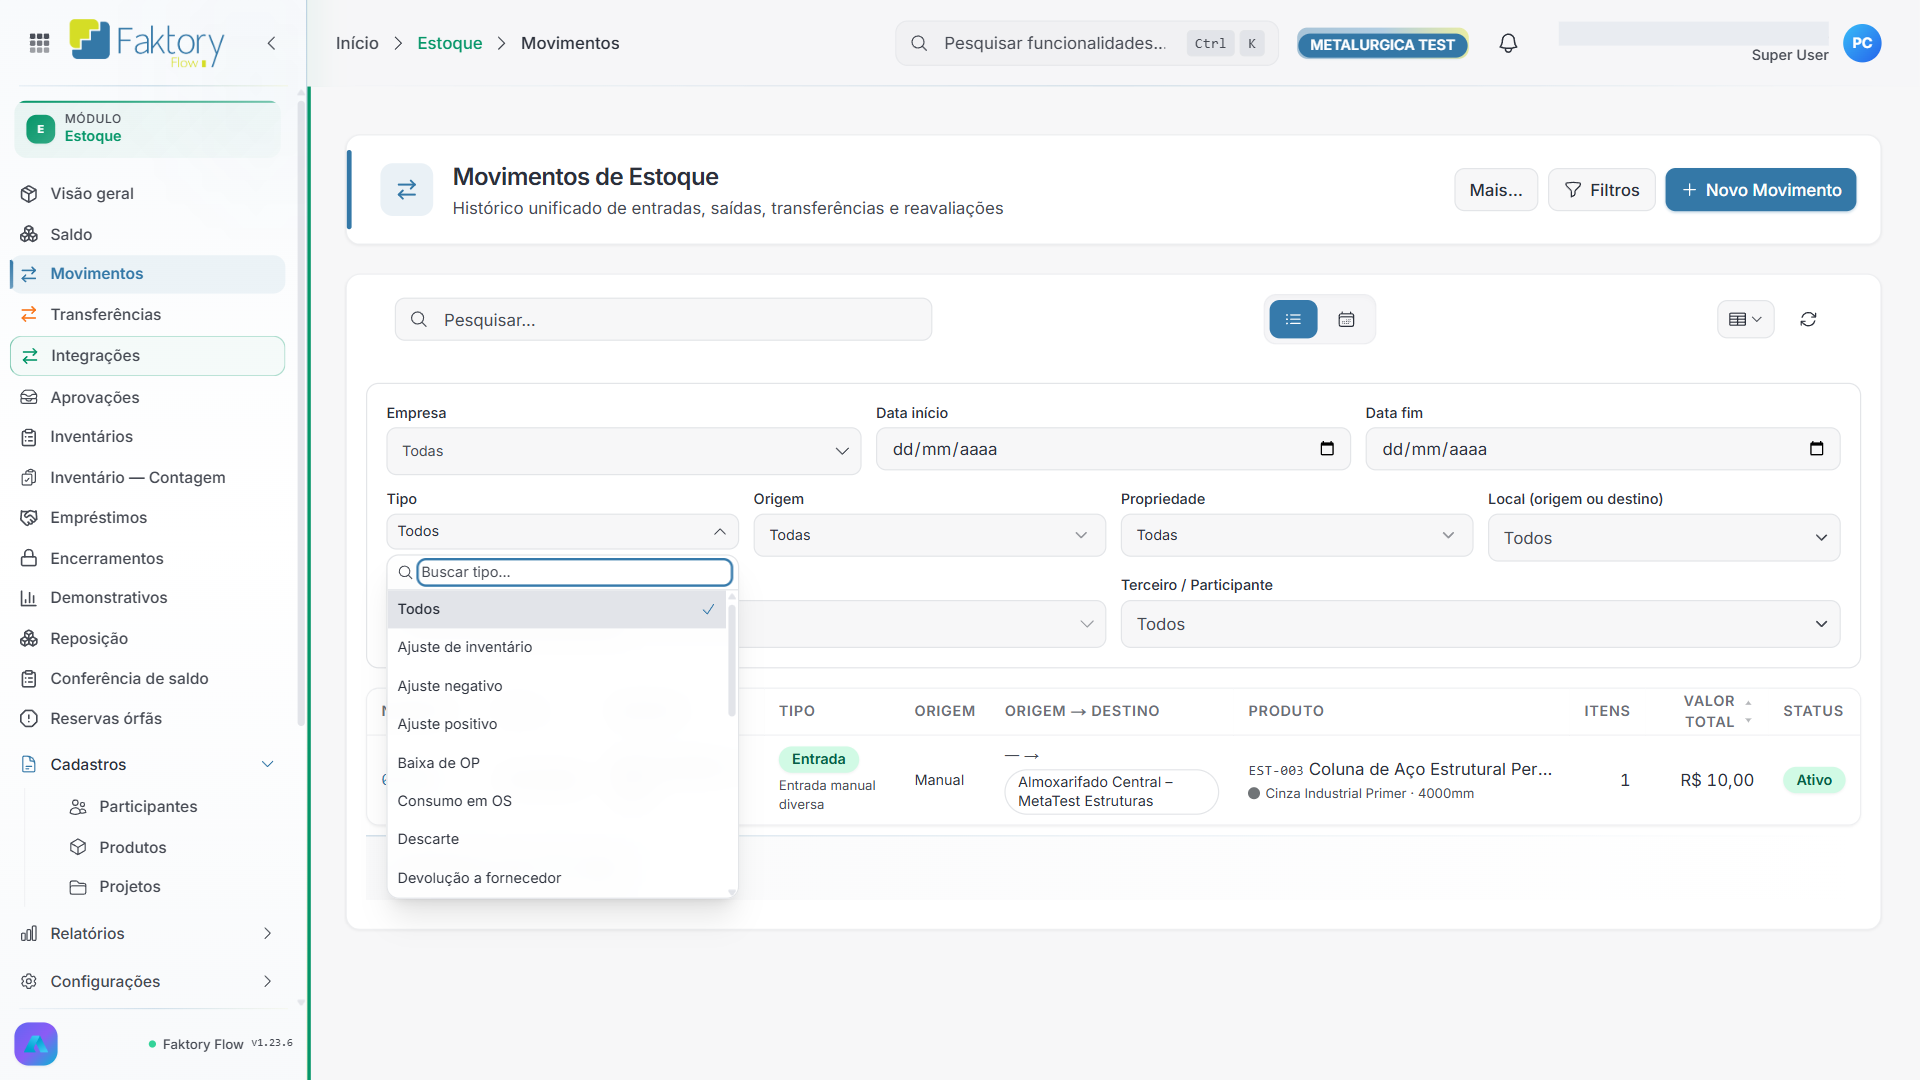 Faktory
Flow
Início
Estoque
Movimentos
Pesquisar funcionalidades...
Ctrl
K
METALURGICA TEST
Super User
PC
E
MÓDULO
Estoque
Visão geral
Saldo
Movimentos
Transferências
Integrações
Aprovações
Inventários
Inventário — Contagem
Empréstimos
Encerramentos
Demonstrativos
Reposição
Conferência de saldo
Reservas órfãs
Cadastros
Participantes
Produtos
Projetos
Relatórios
Configurações
Faktory Flow v1.23.6
Movimentos de Estoque
Histórico unificado de entradas, saídas, transferências e reavaliações
Mais...
Filtros
Novo Movimento
Pesquisar...
Empresa
Todas
Data início
dd/mm/aaaa
Data fim
dd/mm/aaaa
Tipo
Todos
Origem
Todas
Propriedade
Todas
Local (origem ou destino)
Todos
Buscar tipo...
Todos
Ajuste de inventário
Ajuste negativo
Ajuste positivo
Baixa de OP
Consumo em OS
Descarte
Devolução a fornecedor
Terceiro / Participante
Todos
TIPO
ORIGEM
ORIGEM → DESTINO
PRODUTO
ITENS
VALOR TOTAL
STATUS
Entrada
Entrada manual diversa
Manual
— →
Almoxarifado Central –
MetaTest Estruturas
EST-003 Coluna de Aço Estrutural Per...
Cinza Industrial Primer · 4000mm
1
R$ 10,00
Ativo